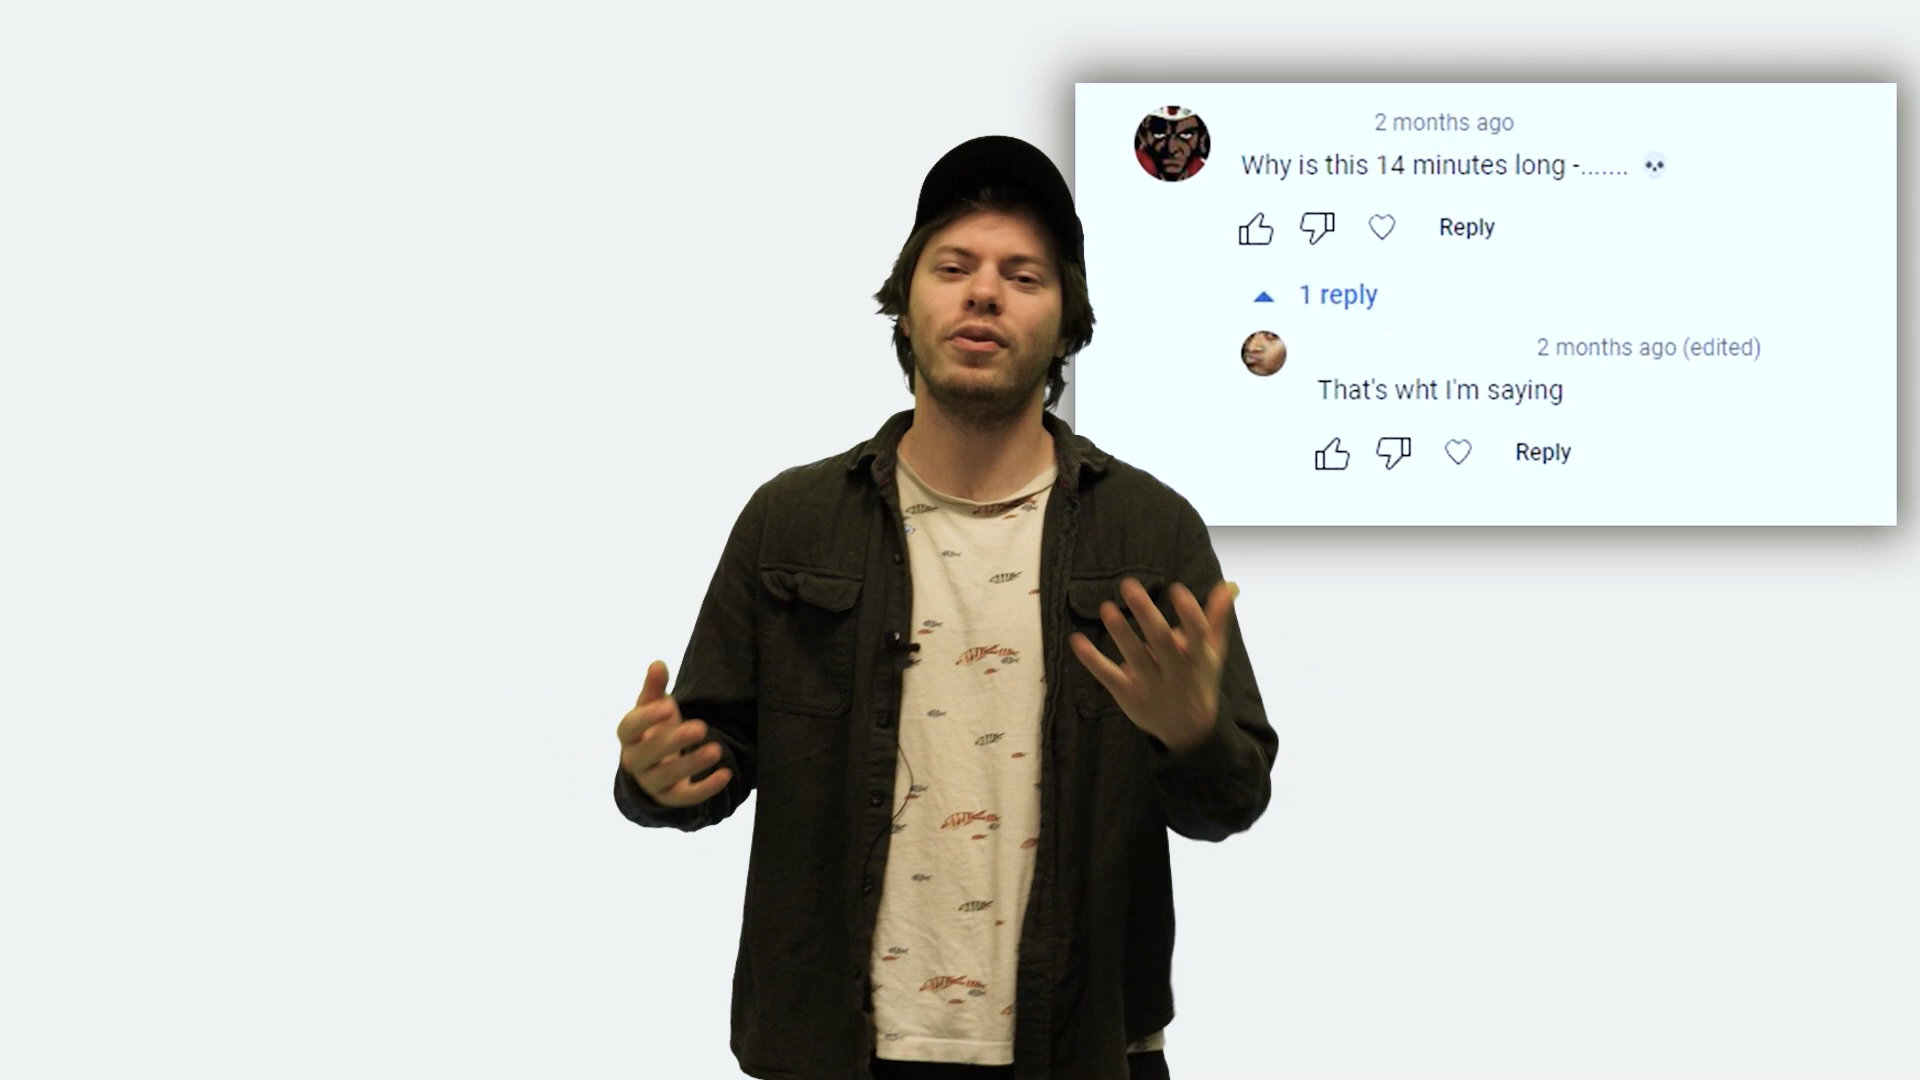 2 months ago
Why is this 14 minutes long -....... 💀
Reply
1 reply
2 months ago (edited)
That's wht I'm saying
Reply